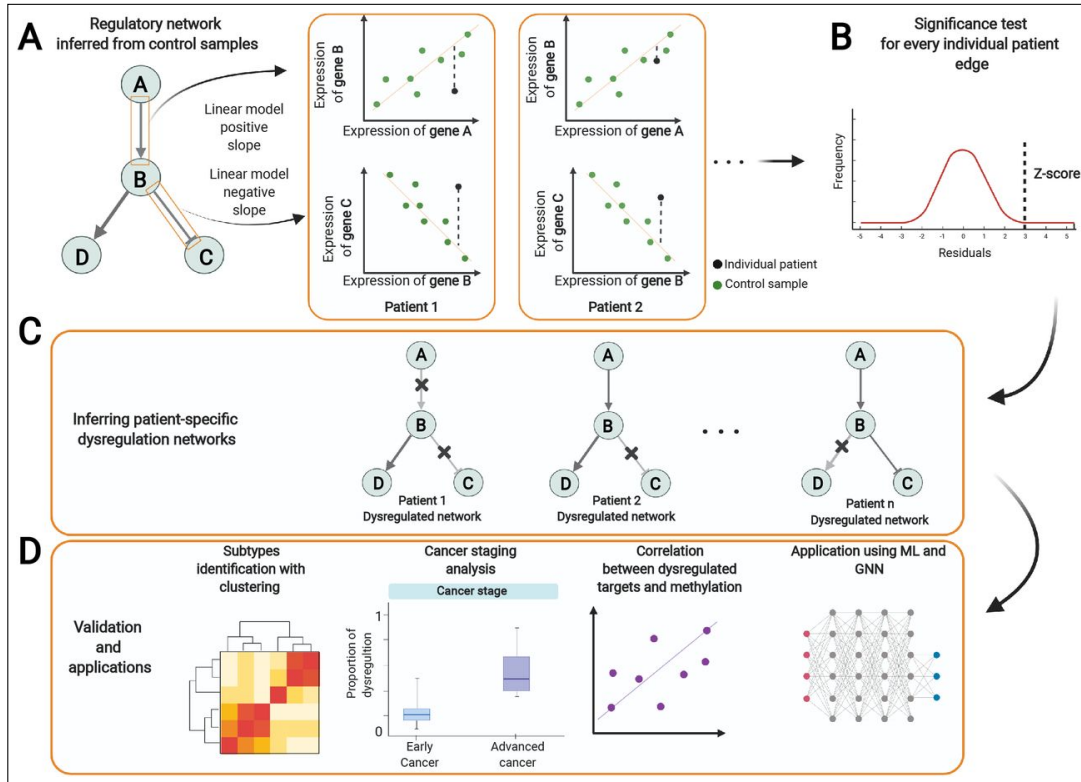 A
Regulatory network
inferred from control samples
A
B
D
C
Linear model
positive
slope
Linear model
negative
slope
Expression
of gene B
Expression of gene A
Expression
of gene C
Expression of gene B
Patient 1
Expression
of gene B
Expression of gene A
Expression
of gene C
Expression of gene B
Patient 2
...
Individual patient
Control sample
B
Significance test
for every individual patient
edge
Frequency
Z-score
-5 -4 -3 -2 -1 0 1 2 3 4 5
Residuals
C
Inferring patient-specific
dysregulation networks
A
B
D
C
Patient 1
Dysregulated network
A
B
D
C
Patient 2
Dysregulated network
...
A
B
D
C
Patient n
Dysregulated network
D
Validation
and
applications
Subtypes
identification with
clustering
Cancer staging
analysis
Cancer stage
Proportion of
dysregultion
1
0
Early
Cancer
Advanced
cancer
Correlation
between dysregulated
targets and methylation
Application using ML and
GNN